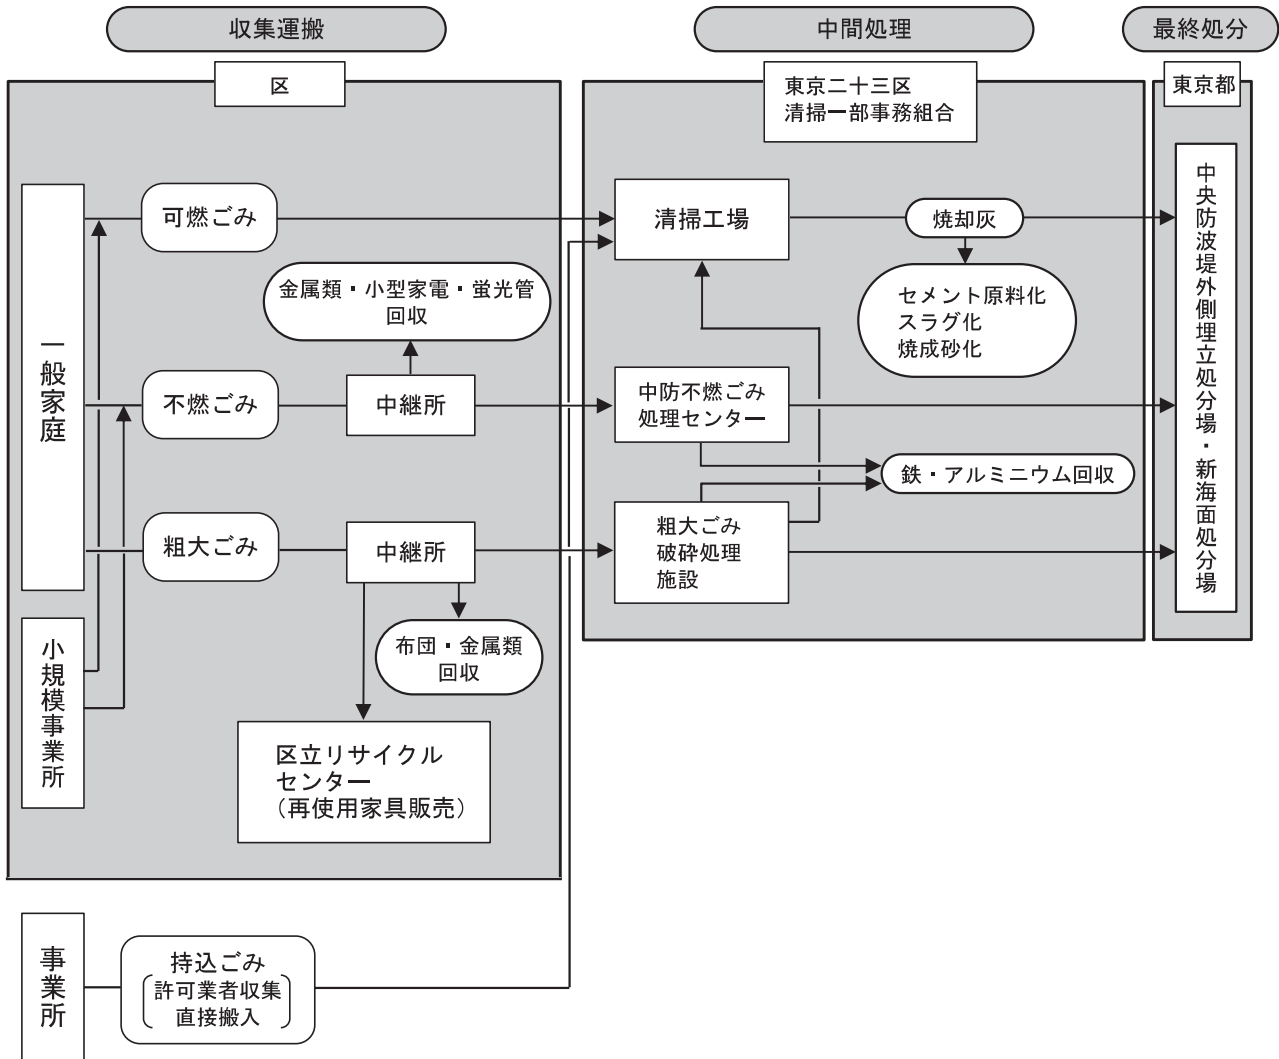 収集運搬
中間処理
最終処分
区
東京二十三区
清掃一部事務組合
東京都
一般家庭
小規模事業所
可燃ごみ
金属類・小型家電・蛍光管
回収
不燃ごみ
中継所
粗大ごみ
中継所
布団・金属類
回収
区立リサイクル
センター
（再使用家具販売）
清掃工場
焼却灰
セメント原料化
スラグ化
焼成砂化
中防不燃ごみ
処理センター
鉄・アルミニウム回収
粗大ごみ
破砕処理
施設
中央防波堤外側埋立処分場・新海面処分場
事業所
持込ごみ
許可業者収集
直接搬入